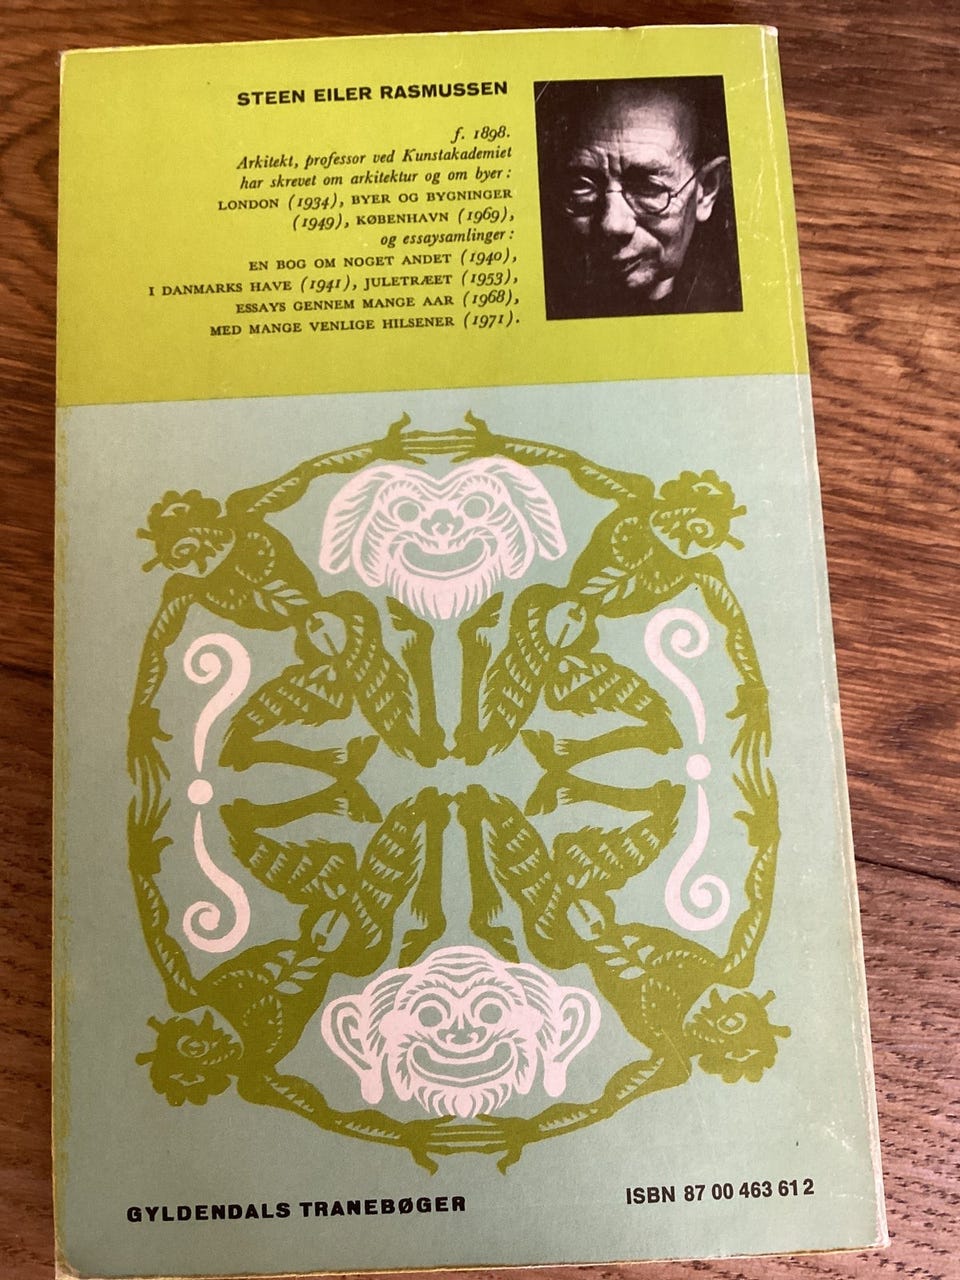 STEEN EILER RASMUSSEN
f. 1898.
Arkitekt, professor ved Kunstakademiet
har skrevet om arkitektur og om byer:
LONDON (1934), BYER OG BYGNINGER
(1949), KØBENHAVN (1969),
og essaysamlinger:
EN BOG OM NOGET ANDET (1940),
I DANMARKS HAVE (1941), JULETRÆET (1953),
ESSAYS GENNEM MANGE AAR (1968),
MED MANGE VENLIGE HILSENER (1971).
GYLDENDALS TRANEBØGER
ISBN 87 00 463 61 2